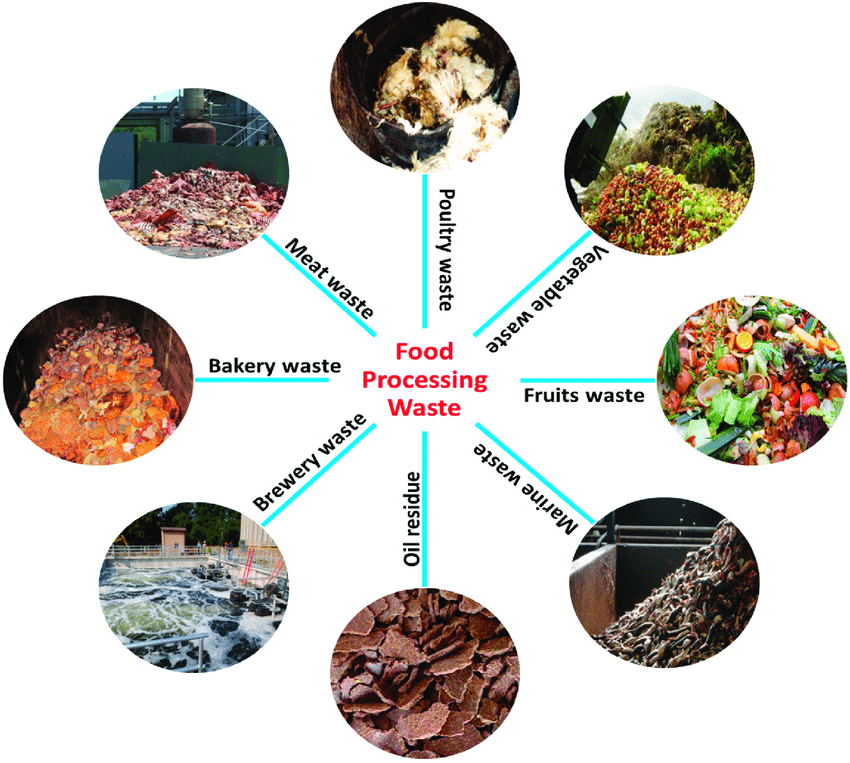 Poultry waste
Vegetable waste
Meat waste
Food
Processing
Waste
Bakery waste
Fruits waste
Brewery waste
Marine waste
Oil residue